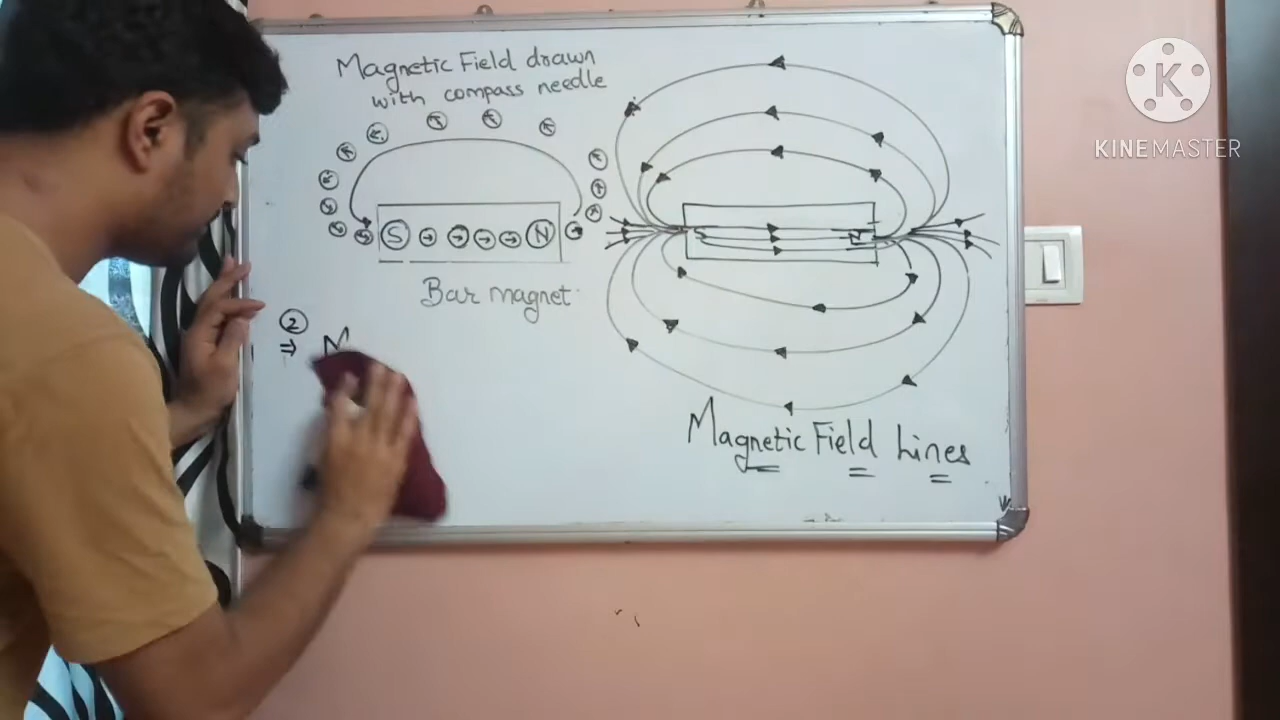 Magnetic Field drawn
with compass needle
S
N
Bar magnet
②
⇒ N
S
Magnetic Field Lines
K
KINEMASTER